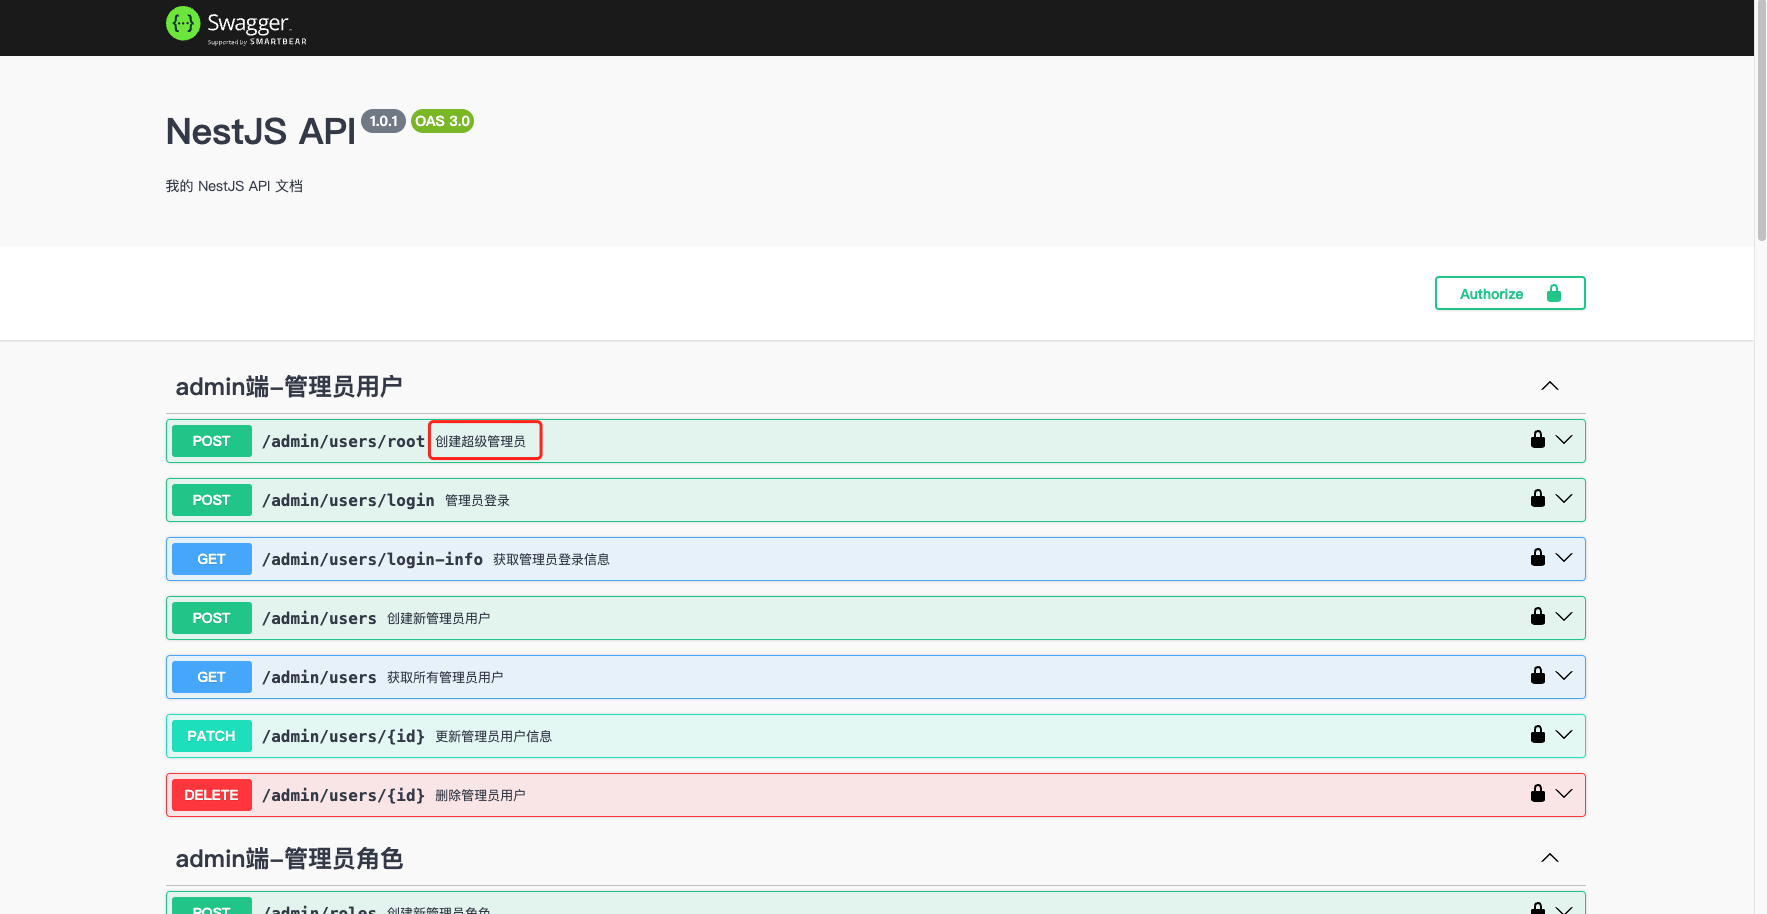 Swagger
Supported by SMARTBEAR
NestJS API 1.0.1 OAS 3.0
我的 NestJS API 文档
Authorize
admin端-管理员用户
POST /admin/users/root 创建超级管理员
POST /admin/users/login 管理员登录
GET /admin/users/login-info 获取管理员登录信息
POST /admin/users 创建新管理员用户
GET /admin/users 获取所有管理员用户
PATCH /admin/users/{id} 更新管理员用户信息
DELETE /admin/users/{id} 删除管理员用户
admin端-管理员角色
POST /admin/roles 创建新管理员角色